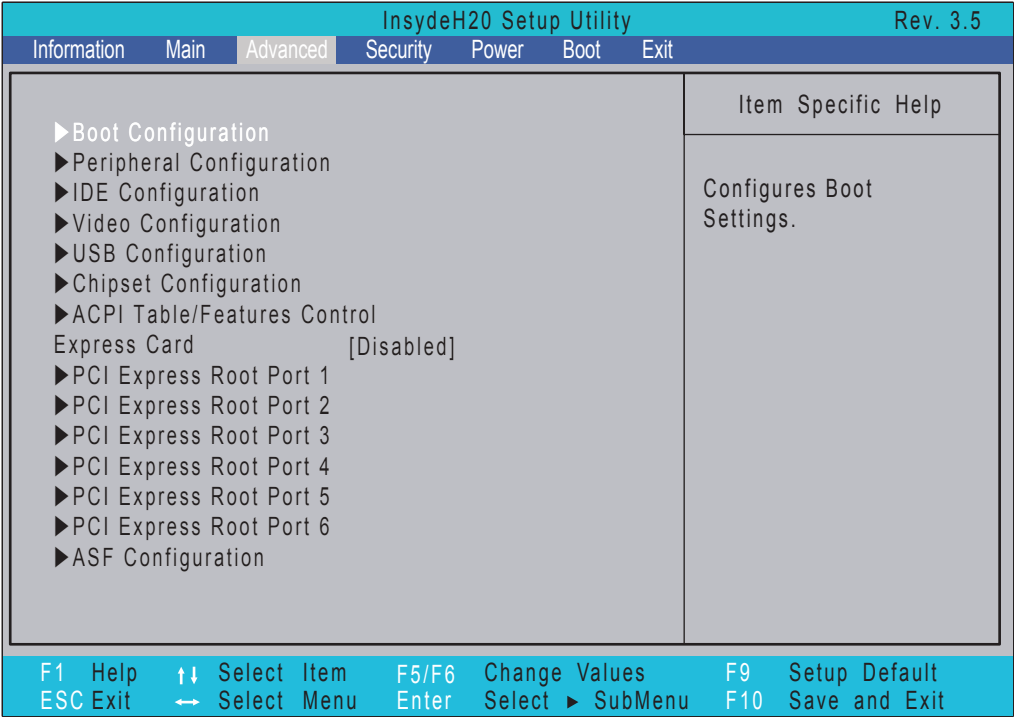 InsydeH20 Setup Utility Rev. 3.5
Information Main Advanced Security Power Boot Exit
▶Boot Configuration
▶Peripheral Configuration
▶IDE Configuration
▶Video Configuration
▶USB Configuration
▶Chipset Configuration
▶ACPI Table/Features Control
Express Card [Disabled]
▶PCI Express Root Port 1
▶PCI Express Root Port 2
▶PCI Express Root Port 3
▶PCI Express Root Port 4
▶PCI Express Root Port 5
▶PCI Express Root Port 6
▶ASF Configuration
Item Specific Help
Configures Boot
Settings.
F1 Help ↑↓ Select Item F5/F6 Change Values F9 Setup Default
ESC Exit ↔ Select Menu Enter Select ▶ SubMenu F10 Save and Exit